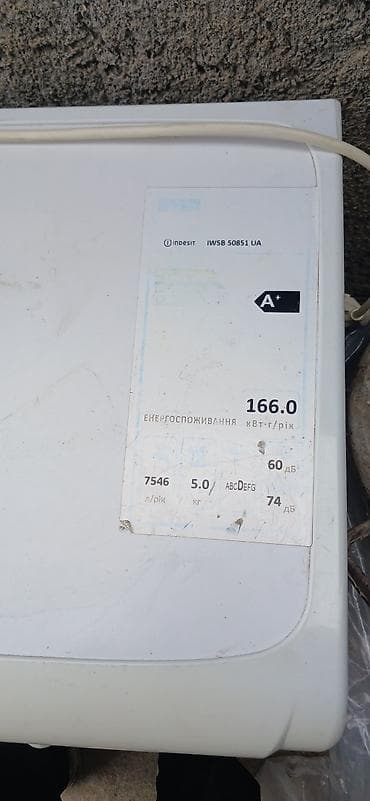 indesit IWSB 50851 UA
A+
166.0
ЕНЕРГОСПОЖИВАННЯ кВт-г/рік
60 дБ
7546 5.0/ ABCDEFG
л/рік кг 74 дБ